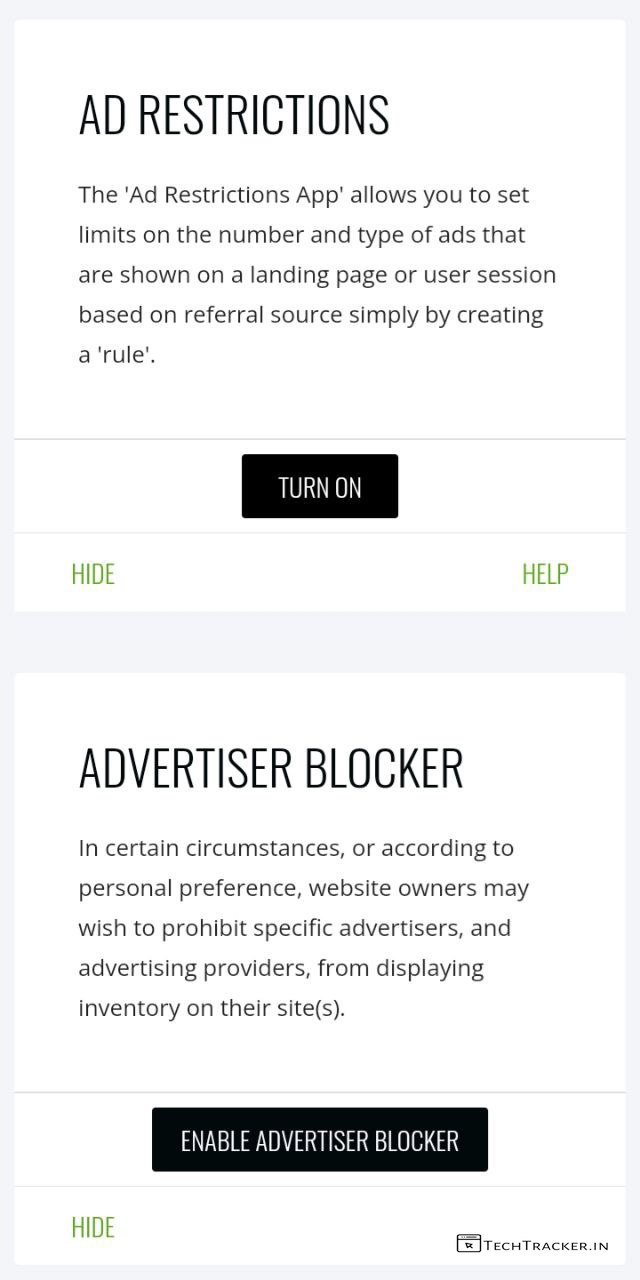 AD RESTRICTIONS
The 'Ad Restrictions App' allows you to set
limits on the number and type of ads that
are shown on a landing page or user session
based on referral source simply by creating
a 'rule'.
TURN ON
HIDE
HELP
ADVERTISER BLOCKER
In certain circumstances, or according to
personal preference, website owners may
wish to prohibit specific advertisers, and
advertising providers, from displaying
inventory on their site(s).
ENABLE ADVERTISER BLOCKER
HIDE
TECHTRACKER.IN